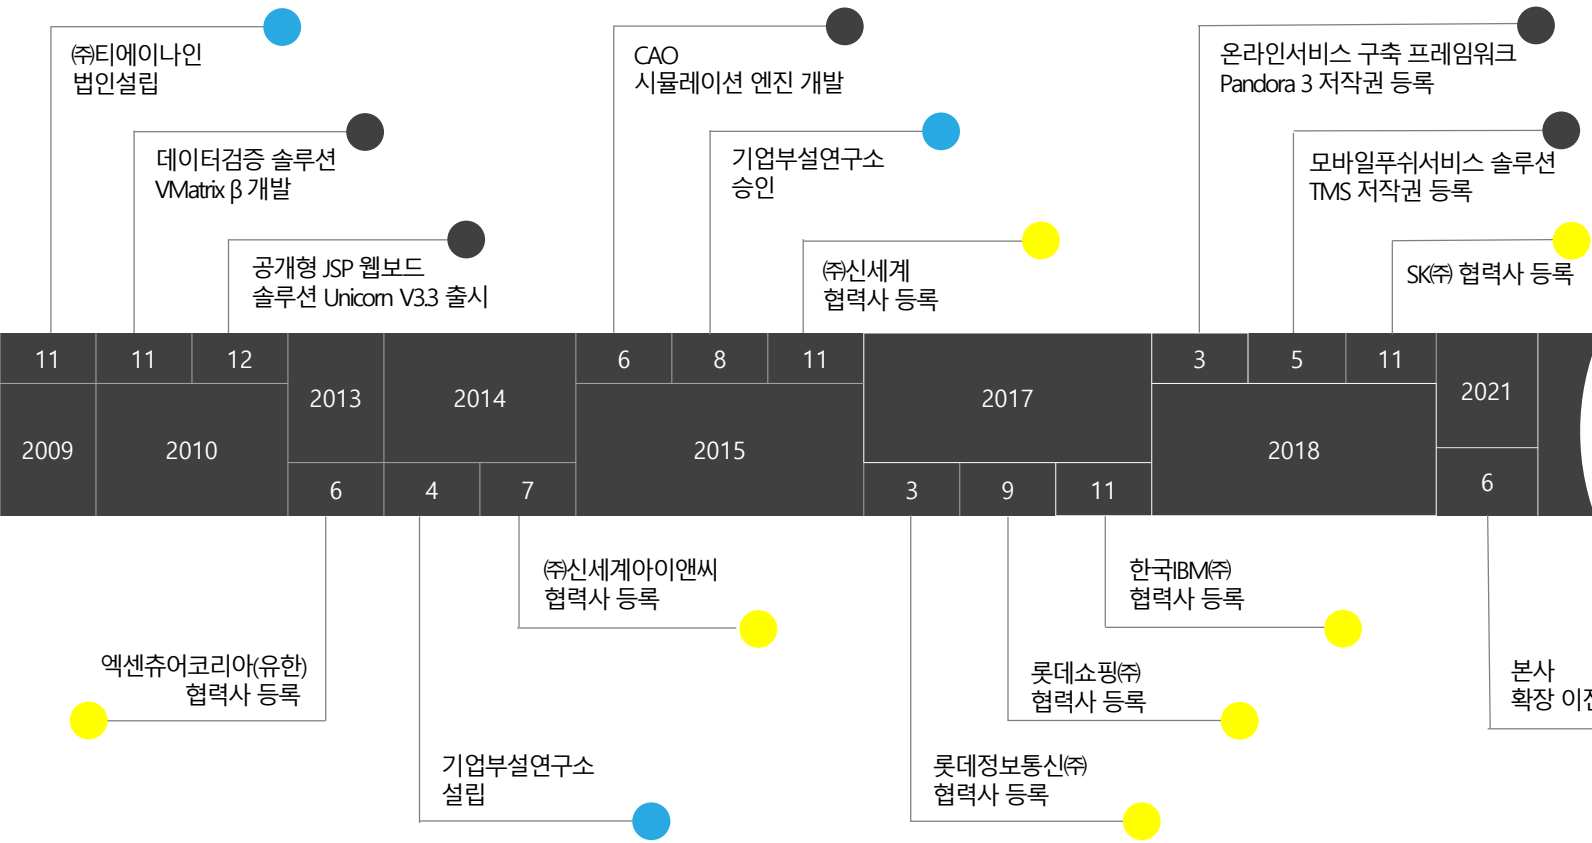 ㈜티에이나인
법인설립
CAO
시뮬레이션 엔진 개발
온라인서비스 구축 프레임워크
Pandora 3 저작권 등록
데이터검증 솔루션
VMatrix β 개발
기업부설연구소
승인
모바일푸쉬서비스 솔루션
TMS 저작권 등록
공개형 JSP 웹보드
솔루션 Unicorn V3.3 출시
㈜신세계
협력사 등록
SK㈜ 협력사 등록
11 11 12 6 8 11 3 5 11
2013 2014 2017 2021
2009 2010 2015 2018
6 4 7 3 9 11 6
㈜신세계아이앤씨
협력사 등록
한국IBM㈜
협력사 등록
엑센츄어코리아(유한)
협력사 등록
롯데쇼핑㈜
협력사 등록
본사
확장
기업부설연구소
설립
롯데정보통신㈜
협력사 등록